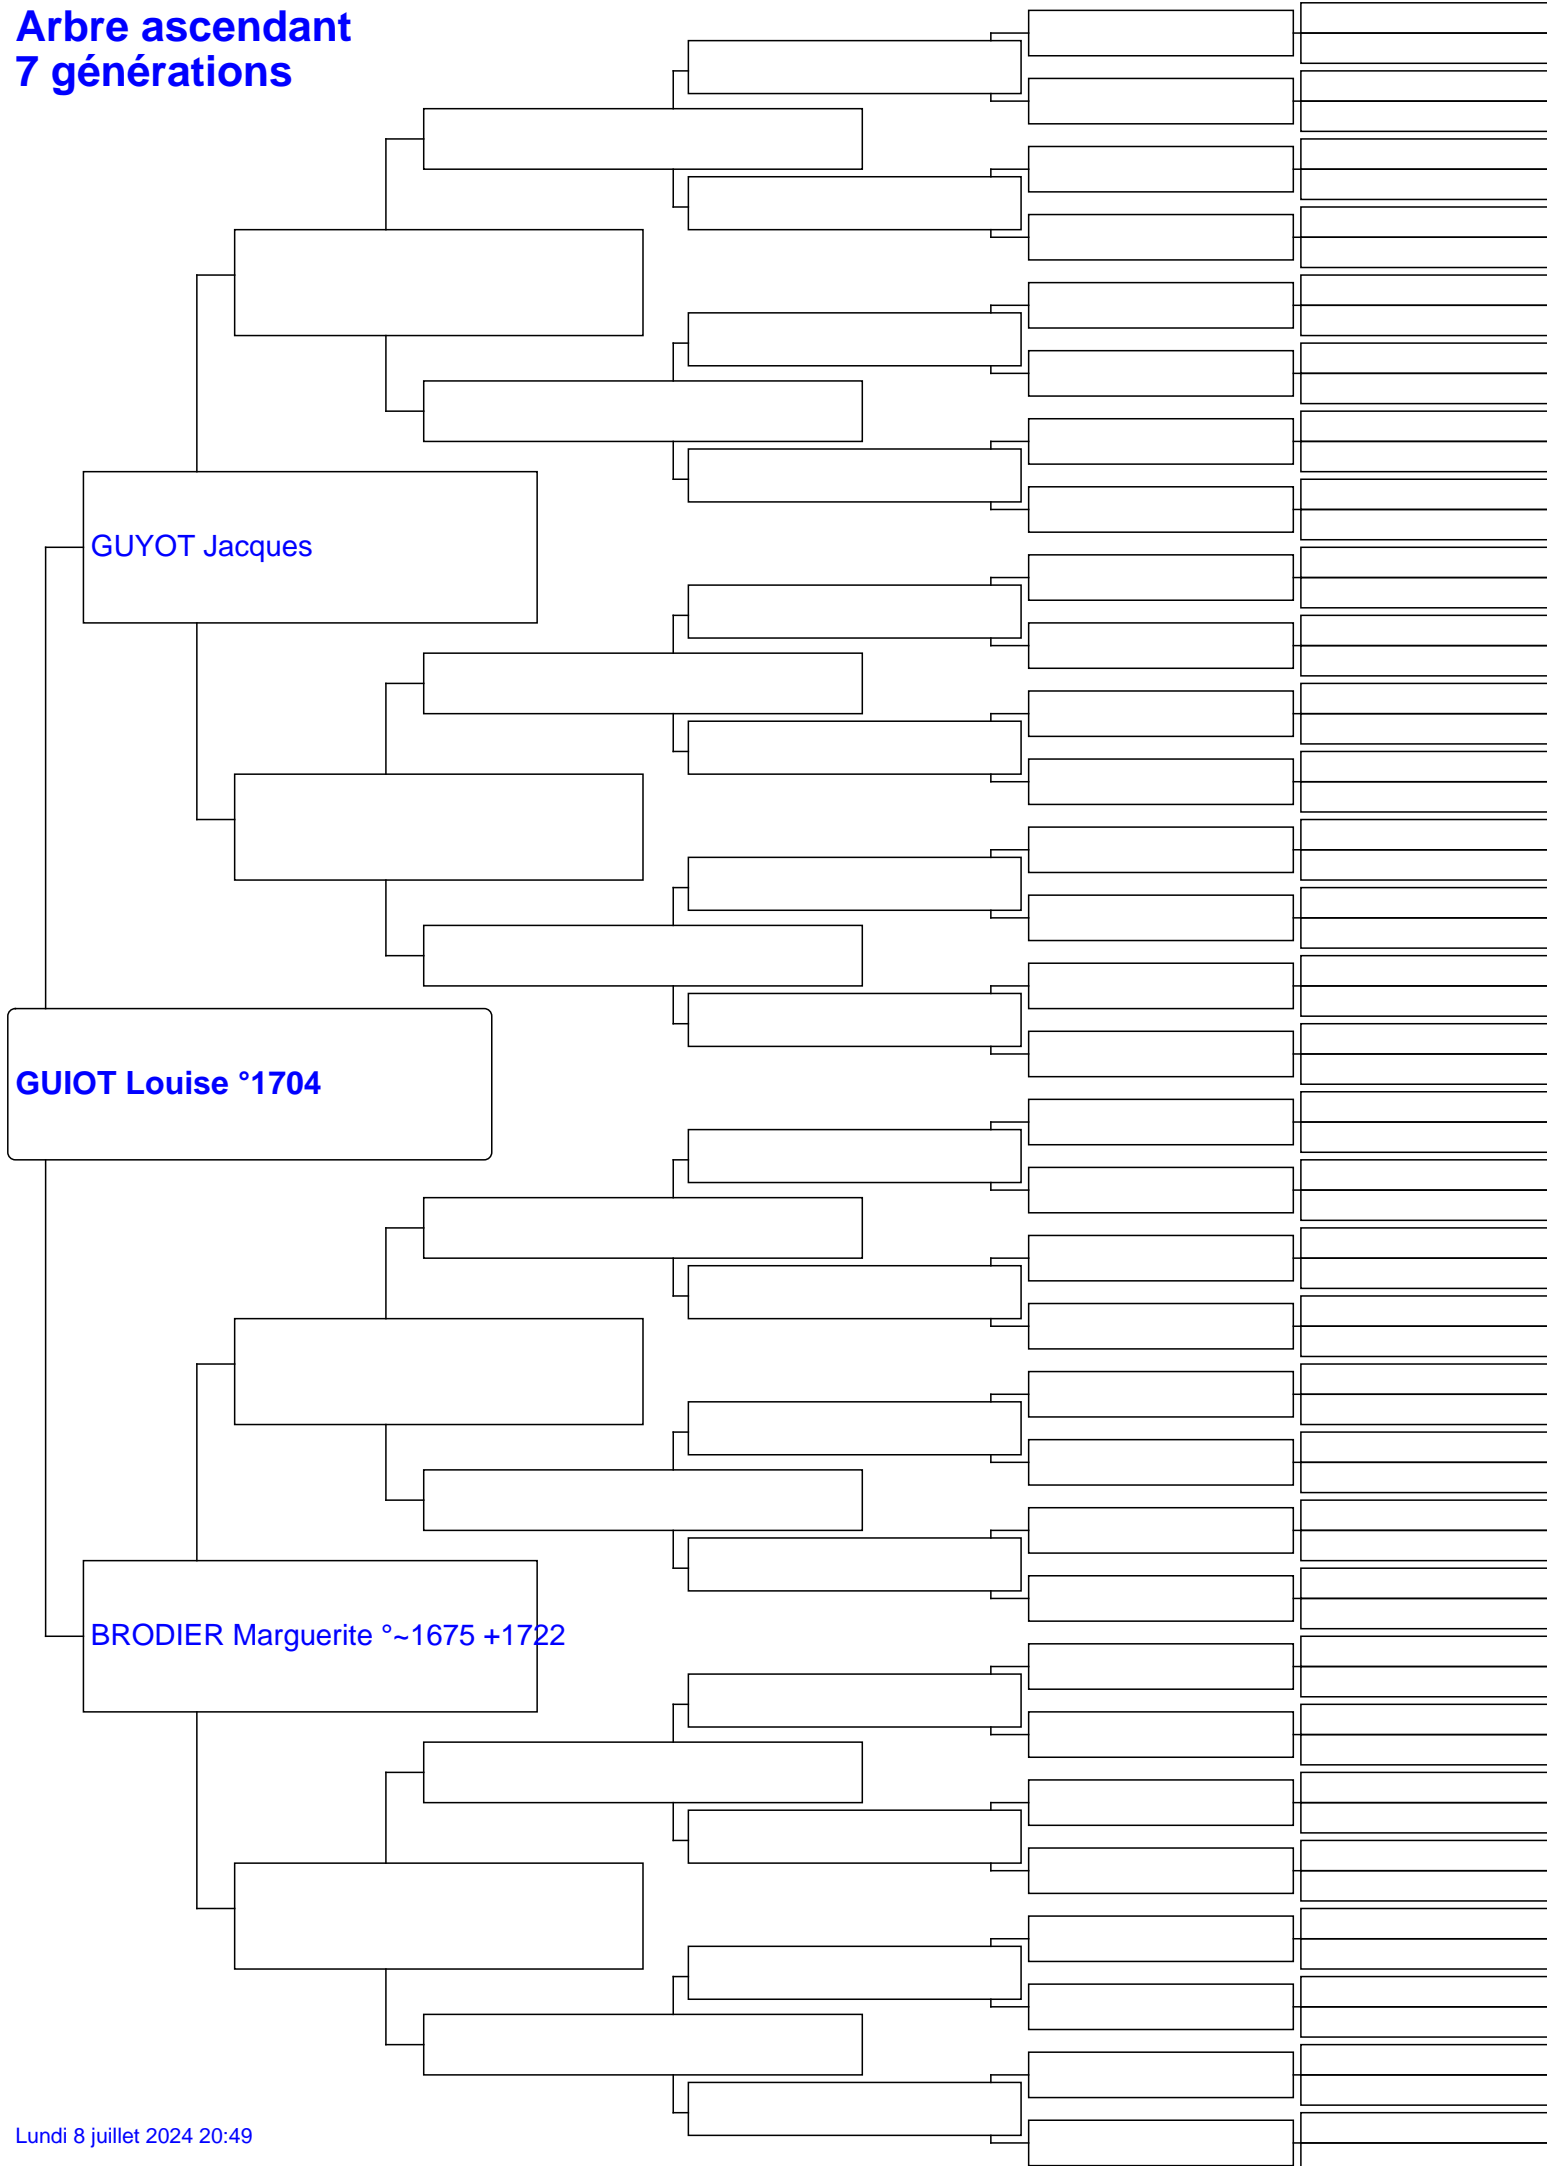 Arbre ascendant
7 générations
GUYOT Jacques
GUIOT Louise °1704
BRODIER Marguerite °~1675 +1722
Lundi 8 juillet 2024 20:49